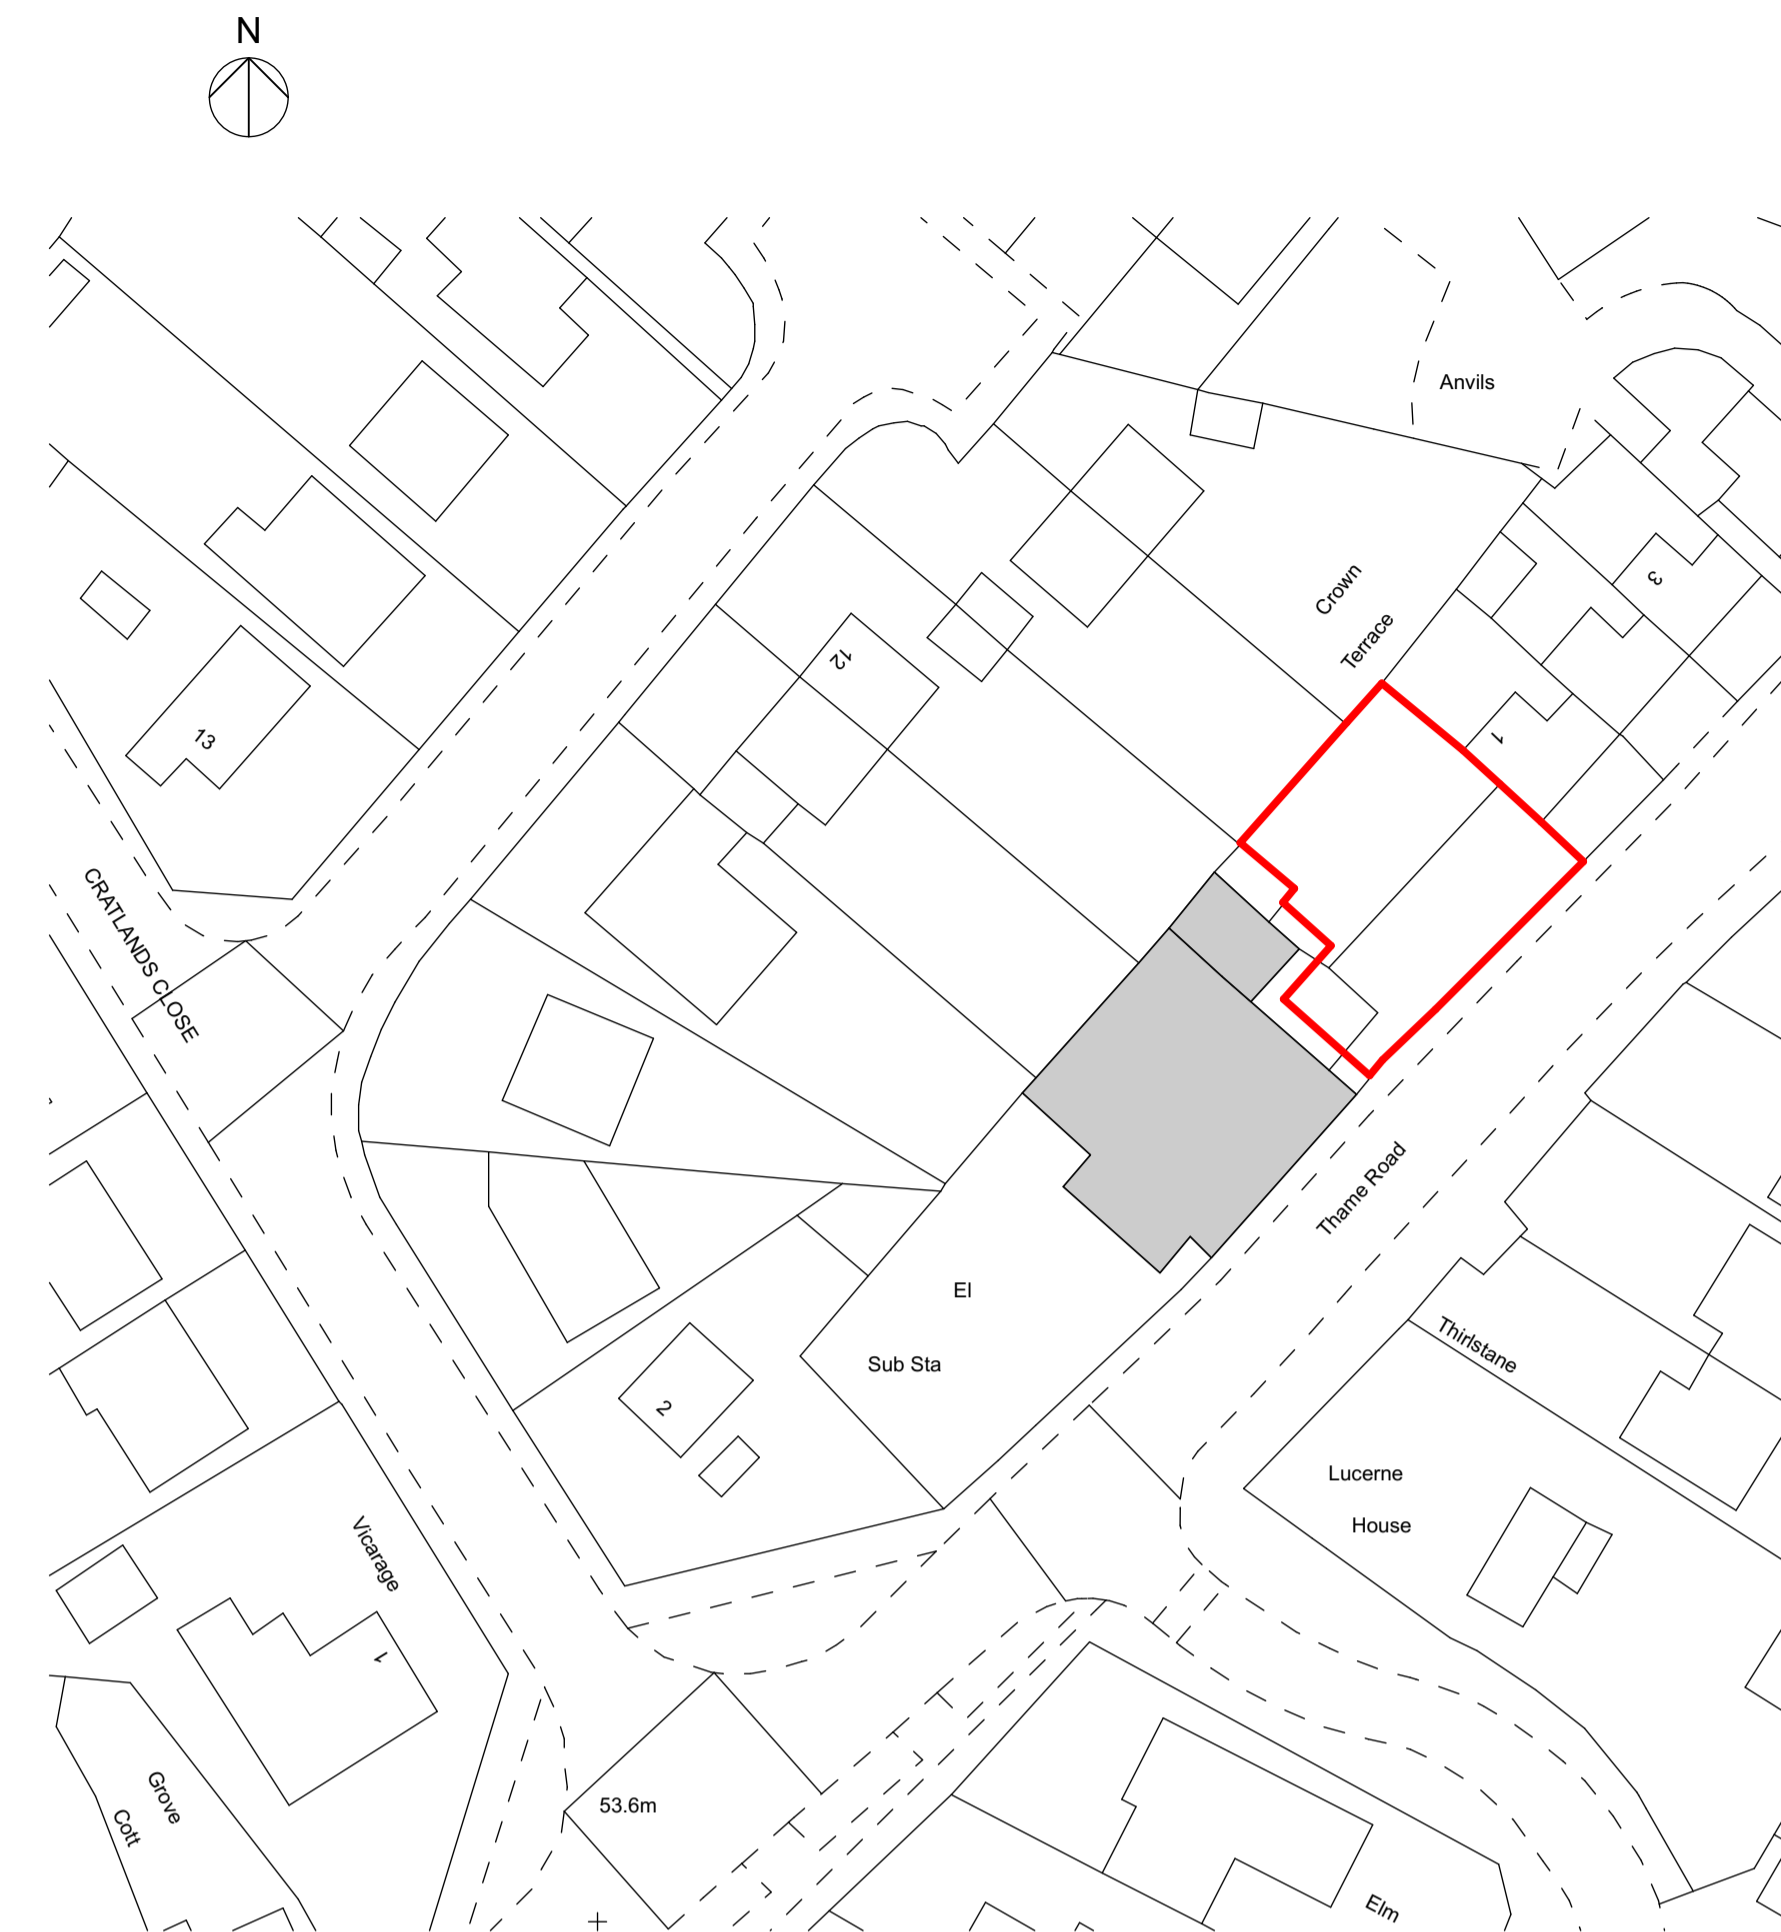 N
Anvils
3
Crown
Terrace
12
1
13
CRATLANDS CLOSE
Thame Road
El
Sub Sta
2
Thirlstane
Lucerne
House
Vicarage
1
Grove
Cott
53.6m
Elm